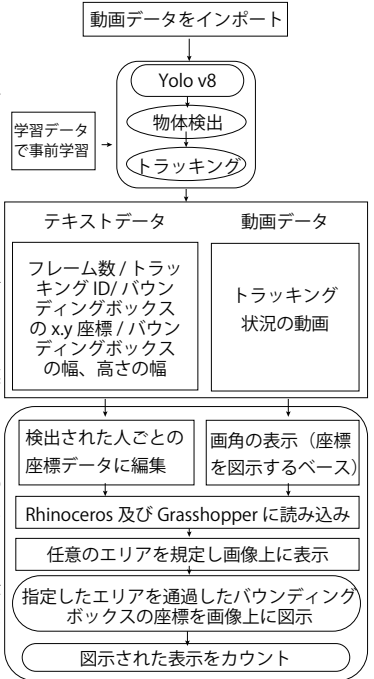 動画データをインポート
Yolo v8
物体検出
トラッキング
学習データ
で事前学習
テキストデータ
動画データ
フレーム数 / トラッ
キング ID/ バウン
ディングボックス
の x.y 座標 / バウン
ディングボックス
の幅、高さの幅
トラッキング
状況の動画
検出された人ごとの
座標データに編集
画角の表示（座標
を図示するベース）
Rhinoceros 及び Grasshopper に読み込み
任意のエリアを規定し画像上に表示
指定したエリアを通過したバウンディング
ボックスの座標を画像上に図示
図示された表示をカウント